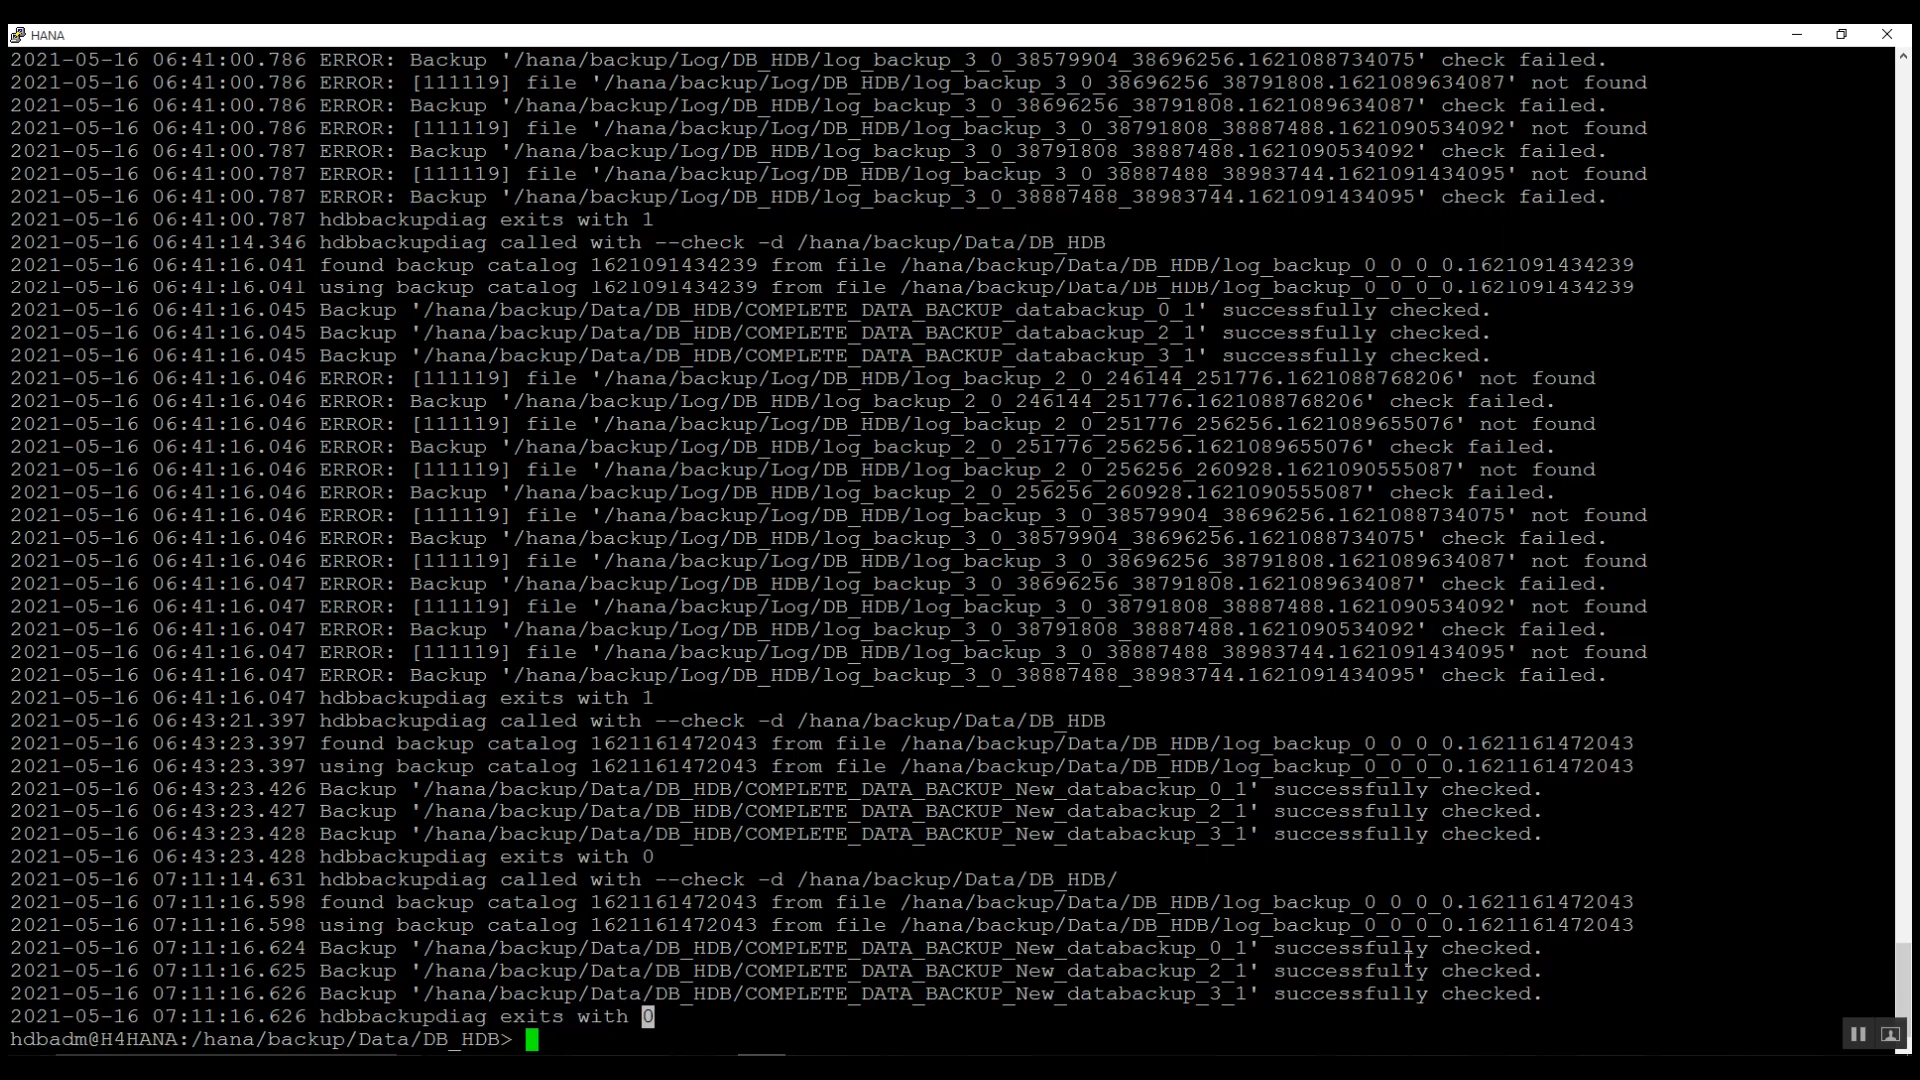 HANA
2021-05-16 06:41:00.786 ERROR: Backup '/hana/backup/Log/DB_HDB/log_backup_3_0_38579904_38696256.1621088734075' check failed.
2021-05-16 06:41:00.786 ERROR: [111119] file '/hana/backup/Log/DB_HDB/log_backup_3_0_38696256_38791808.1621089634087' not found
2021-05-16 06:41:00.786 ERROR: Backup '/hana/backup/Log/DB_HDB/log_backup_3_0_38696256_38791808.1621089634087' check failed.
2021-05-16 06:41:00.786 ERROR: [111119] file '/hana/backup/Log/DB_HDB/log_backup_3_0_38791808_38887488.1621090534092' not found
2021-05-16 06:41:00.787 ERROR: Backup '/hana/backup/Log/DB_HDB/log_backup_3_0_38791808_38887488.1621090534092' check failed.
2021-05-16 06:41:00.787 ERROR: [111119] file '/hana/backup/Log/DB_HDB/log_backup_3_0_38887488_38983744.1621091434095' not found
2021-05-16 06:41:00.787 ERROR: Backup '/hana/backup/Log/DB_HDB/log_backup_3_0_38887488_38983744.1621091434095' check failed.
2021-05-16 06:41:00.787 hdbbackupdiag exits with 1
2021-05-16 06:41:14.346 hdbbackupdiag called with --check -d /hana/backup/Data/DB_HDB
2021-05-16 06:41:16.041 found backup catalog 1621091434239 from file /hana/backup/Data/DB_HDB/log_backup_0_0_0_0.1621091434239
2021-05-16 06:41:16.041 using backup catalog 1621091434239 from file /hana/backup/Data/DB_HDB/log_backup_0_0_0_0.1621091434239
2021-05-16 06:41:16.045 Backup '/hana/backup/Data/DB_HDB/COMPLETE_DATA_BACKUP_databackup_0_1' successfully checked.
2021-05-16 06:41:16.045 Backup '/hana/backup/Data/DB_HDB/COMPLETE_DATA_BACKUP_databackup_2_1' successfully checked.
2021-05-16 06:41:16.045 Backup '/hana/backup/Data/DB_HDB/COMPLETE_DATA_BACKUP_databackup_3_1' successfully checked.
2021-05-16 06:41:16.046 ERROR: [111119] file '/hana/backup/Log/DB_HDB/log_backup_2_0_246144_251776.1621088768206' not found
2021-05-16 06:41:16.046 ERROR: Backup '/hana/backup/Log/DB_HDB/log_backup_2_0_246144_251776.1621088768206' check failed.
2021-05-16 06:41:16.046 ERROR: [111119] file '/hana/backup/Log/DB_HDB/log_backup_2_0_251776_256256.1621089655076' not found
2021-05-16 06:41:16.046 ERROR: Backup '/hana/backup/Log/DB_HDB/log_backup_2_0_251776_256256.1621089655076' check failed.
2021-05-16 06:41:16.046 ERROR: [111119] file '/hana/backup/Log/DB_HDB/log_backup_2_0_256256_260928.1621090555087' not found
2021-05-16 06:41:16.046 ERROR: Backup '/hana/backup/Log/DB_HDB/log_backup_2_0_256256_260928.1621090555087' check failed.
2021-05-16 06:41:16.046 ERROR: [111119] file '/hana/backup/Log/DB_HDB/log_backup_3_0_38579904_38696256.1621088734075' not found
2021-05-16 06:41:16.046 ERROR: Backup '/hana/backup/Log/DB_HDB/log_backup_3_0_38579904_38696256.1621088734075' check failed.
2021-05-16 06:41:16.046 ERROR: [111119] file '/hana/backup/Log/DB_HDB/log_backup_3_0_38696256_38791808.1621089634087' not found
2021-05-16 06:41:16.047 ERROR: Backup '/hana/backup/Log/DB_HDB/log_backup_3_0_38696256_38791808.1621089634087' check failed.
2021-05-16 06:41:16.047 ERROR: [111119] file '/hana/backup/Log/DB_HDB/log_backup_3_0_38791808_38887488.1621090534092' not found
2021-05-16 06:41:16.047 ERROR: Backup '/hana/backup/Log/DB_HDB/log_backup_3_0_38791808_38887488.1621090534092' check failed.
2021-05-16 06:41:16.047 ERROR: [111119] file '/hana/backup/Log/DB_HDB/log_backup_3_0_38887488_38983744.1621091434095' not found
2021-05-16 06:41:16.047 ERROR: Backup '/hana/backup/Log/DB_HDB/log_backup_3_0_38887488_38983744.1621091434095' check failed.
2021-05-16 06:41:16.047 hdbbackupdiag exits with 1
2021-05-16 06:43:21.397 hdbbackupdiag called with --check -d /hana/backup/Data/DB_HDB
2021-05-16 06:43:23.397 found backup catalog 1621161472043 from file /hana/backup/Data/DB_HDB/log_backup_0_0_0_0.1621161472043
2021-05-16 06:43:23.397 using backup catalog 1621161472043 from file /hana/backup/Data/DB_HDB/log_backup_0_0_0_0.1621161472043
2021-05-16 06:43:23.426 Backup '/hana/backup/Data/DB_HDB/COMPLETE_DATA_BACKUP_New_databackup_0_1' successfully checked.
2021-05-16 06:43:23.427 Backup '/hana/backup/Data/DB_HDB/COMPLETE_DATA_BACKUP_New_databackup_2_1' successfully checked.
2021-05-16 06:43:23.428 Backup '/hana/backup/Data/DB_HDB/COMPLETE_DATA_BACKUP_New_databackup_3_1' successfully checked.
2021-05-16 06:43:23.428 hdbbackupdiag exits with 0
2021-05-16 07:11:14.631 hdbbackupdiag called with --check -d /hana/backup/Data/DB_HDB/
2021-05-16 07:11:16.598 found backup catalog 1621161472043 from file /hana/backup/Data/DB_HDB/log_backup_0_0_0_0.1621161472043
2021-05-16 07:11:16.598 using backup catalog 1621161472043 from file /hana/backup/Data/DB_HDB/log_backup_0_0_0_0.1621161472043
2021-05-16 07:11:16.624 Backup '/hana/backup/Data/DB_HDB/COMPLETE_DATA_BACKUP_New_databackup_0_1' successfully checked.
2021-05-16 07:11:16.625 Backup '/hana/backup/Data/DB_HDB/COMPLETE_DATA_BACKUP_New_databackup_2_1' successfully checked.
2021-05-16 07:11:16.626 Backup '/hana/backup/Data/DB_HDB/COMPLETE_DATA_BACKUP_New_databackup_3_1' successfully checked.
2021-05-16 07:11:16.626 hdbbackupdiag exits with 0
hdbadm@H4HANA:/hana/backup/Data/DB_HDB>